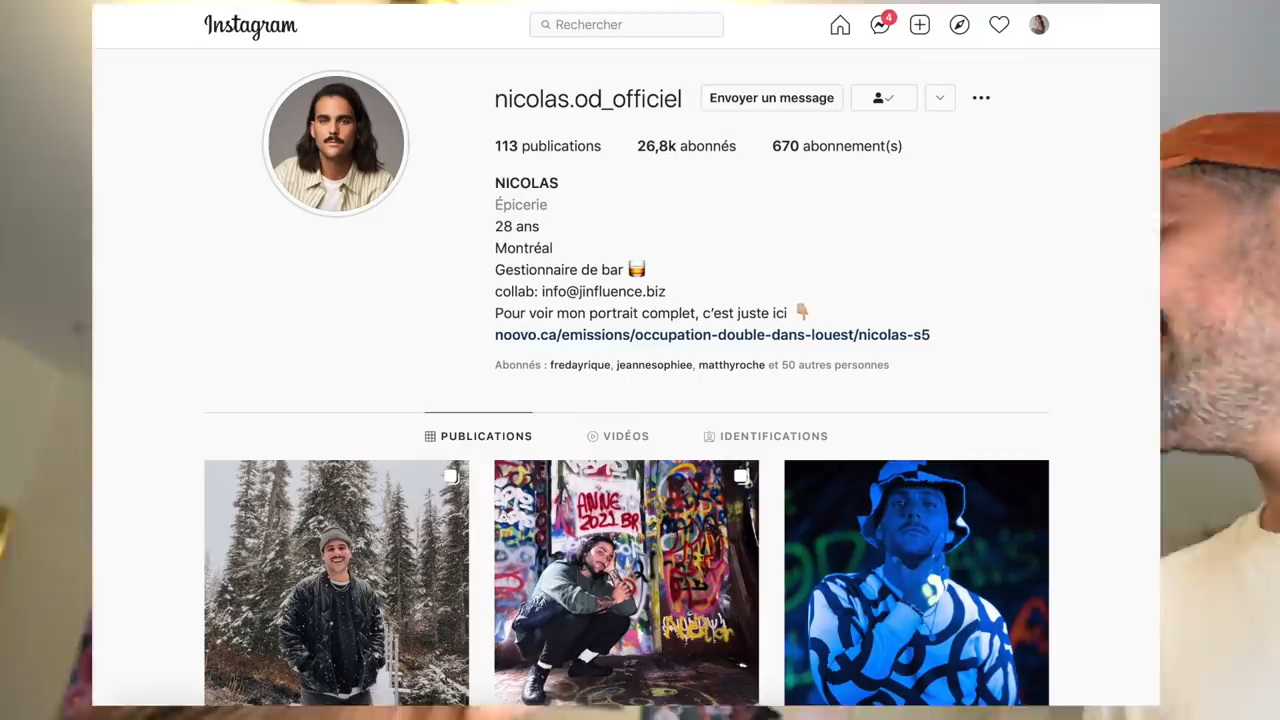 Instagram
Rechercher
4
nicolas.od_officiel
Envoyer un message
113 publications 26,8k abonnés 670 abonnement(s)
NICOLAS
Épicerie
28 ans
Montréal
Gestionnaire de bar 🥃
collab: info@jinfluence.biz
Pour voir mon portrait complet, c’est juste ici 👇🏼
noovo.ca/emissions/occupation-double-dans-louest/nicolas-s5
Abonnés : fredayrique, jeannesophiee, matthyroche et 50 autres personnes
PUBLICATIONS VIDÉOS IDENTIFICATIONS
ANNE
2021 BR